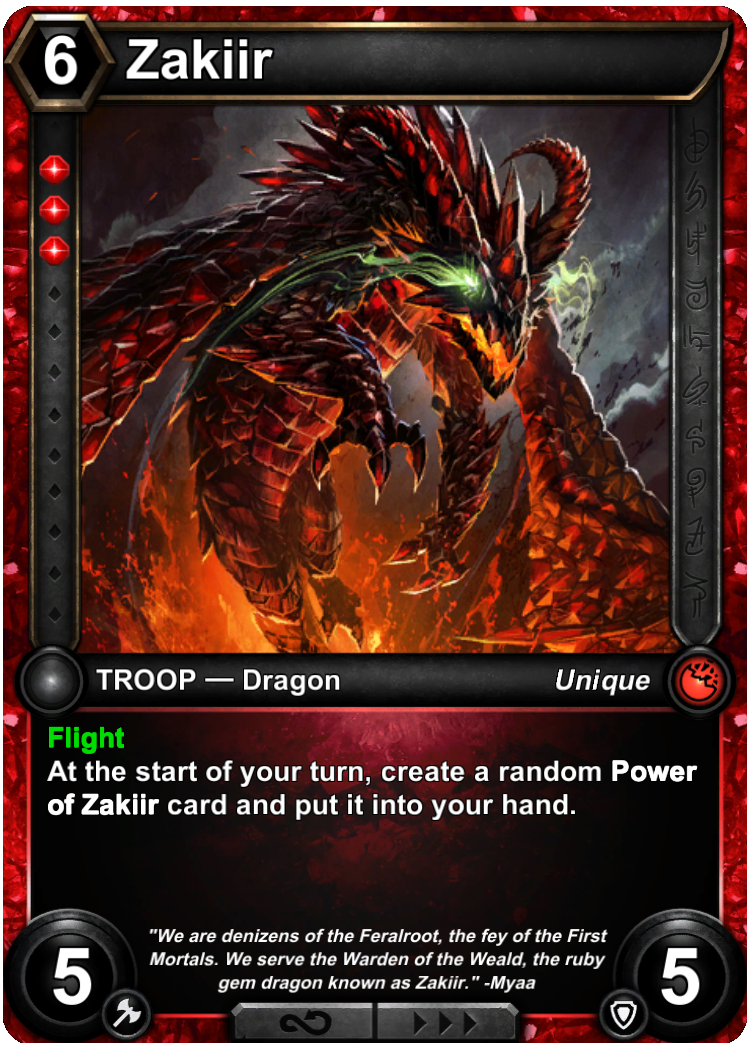 6 Zakiir
TROOP — Dragon Unique
Flight
At the start of your turn, create a random Power
of Zakiir card and put it into your hand.
"We are denizens of the Feralroot, the fey of the First
Mortals. We serve the Warden of the Weald, the ruby
gem dragon known as Zakiir." -Myaa
5 5